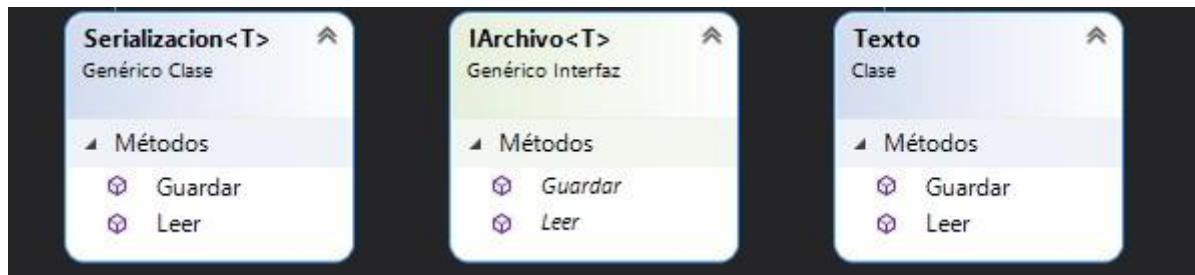 Serializacion<T>
Genérico Clase
Métodos
Guardar
Leer
IArchivo<T>
Genérico Interfaz
Métodos
Guardar
Leer
Texto
Clase
Métodos
Guardar
Leer